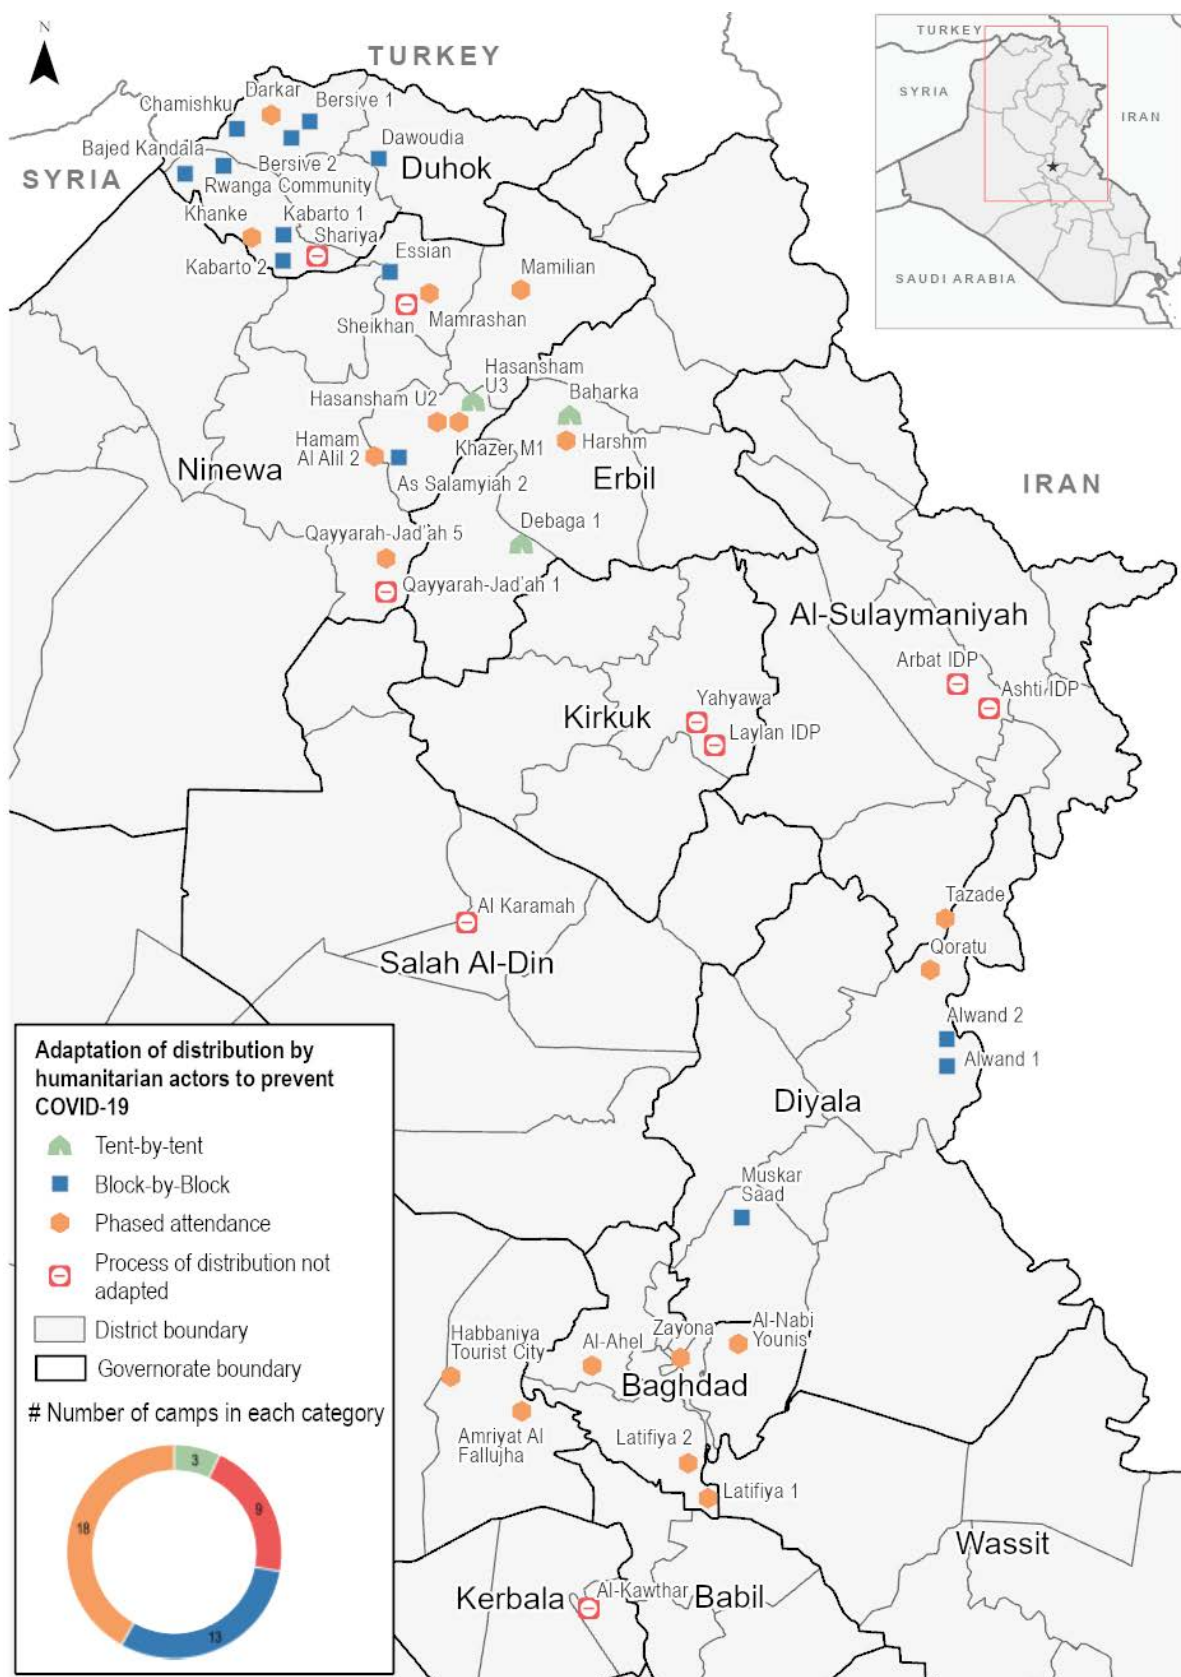 N
TURKEY
TURKEY
SYRIA
IRAN
SAUDI ARABIA
Darkar
Chamishku
Bersive 1
Dawoudia
Bajed Kandala
Bersive 2
Duhok
SYRIA
Rwanga Community
Khanke
Kabarto 1
Shariya
Kabarto 2
Essian
Mamilian
Sheikhan
Mamrashan
Hasansham
U3
Hasansham U2
Baharka
Hamam
Al Alil 2
Khazer M1
Harshm
Ninewa
As Salamyiah 2
Erbil
IRAN
Debaga 1
Qayyarah-Jad'ah 5
Qayyarah-Jad'ah 1
Al-Sulaymaniyah
Arbat IDP
Ashti IDP
Yahyawa
Kirkuk
Laylan IDP
Tazade
Al Karamah
Qoratu
Salah Al-Din
Alwand 2
Alwand 1
Diyala
Muskar
Saad
Habbaniya
Tourist City
Al-Ahel
Zayona
Al-Nabi
Younis
Baghdad
Amriyat Al
Fallujha
Latifiya 2
Latifiya 1
Wassit
Kerbala
Al-Kawthar
Babil
Adaptation of distribution by
humanitarian actors to prevent
COVID-19
Tent-by-tent
Block-by-Block
Phased attendance
Process of distribution not
adapted
District boundary
Governorate boundary
# Number of camps in each category
3
9
18
13